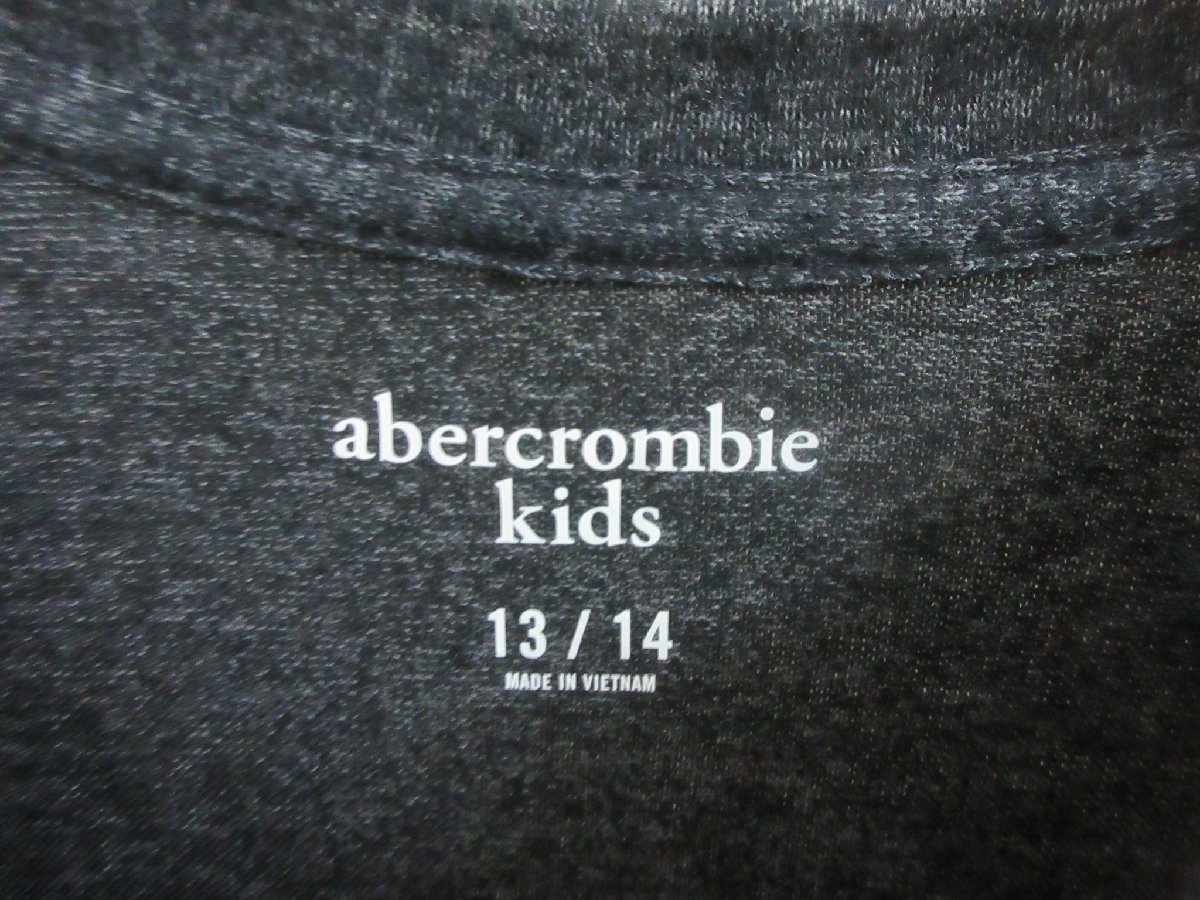 abercrombie
kids
13 / 14
MADE IN VIETNAM